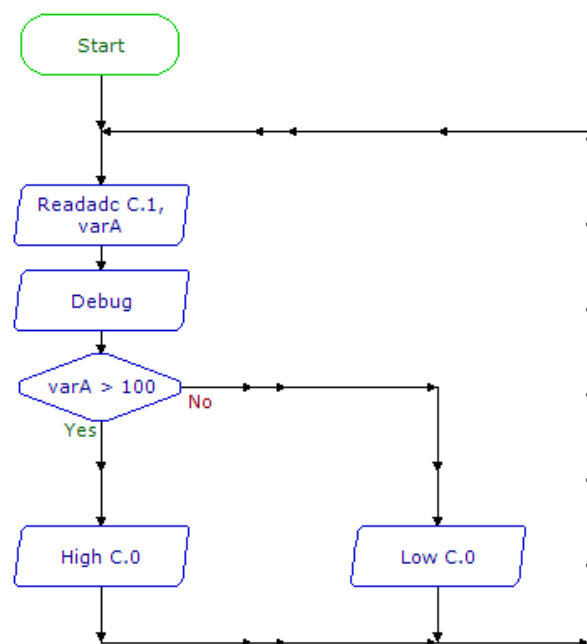 Start
Readadc C.1,
varA
Debug
varA > 100
No
Yes
High C.0
Low C.0